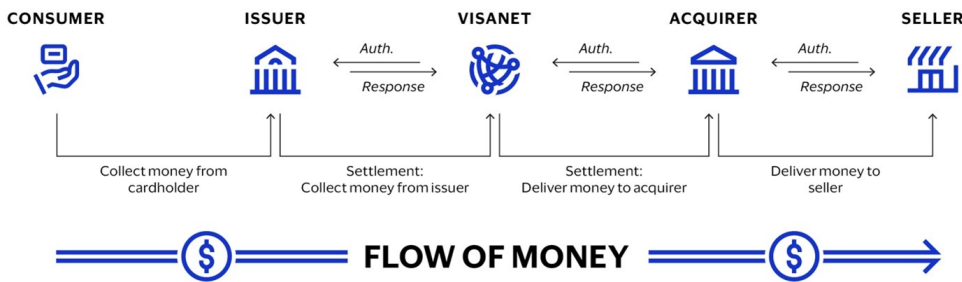 CONSUMER
ISSUER
VISANET
ACQUIRER
SELLER
Auth.
Response
Auth.
Response
Auth.
Response
Collect money from
cardholder
Settlement:
Collect money from issuer
Settlement:
Deliver money to acquirer
Deliver money to
seller
$
FLOW OF MONEY
$